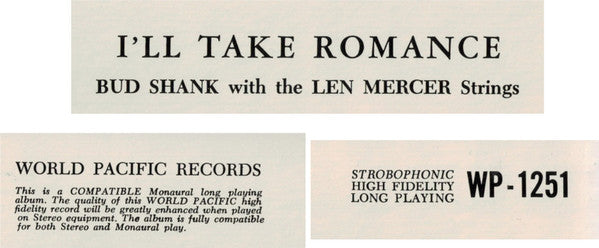 I'LL TAKE ROMANCE
BUD SHANK with the LEN MERCER Strings
WORLD PACIFIC RECORDS
This is a COMPATIBLE Monaural long playing
album. The quality of this WORLD PACIFIC high
fidelity record will be greatly enhanced when played
on Stereo equipment. The album is fully compatible
for both Stereo and Monaural play.
STROBOPHONIC
HIGH FIDELITY
LONG PLAYING
WP-1251